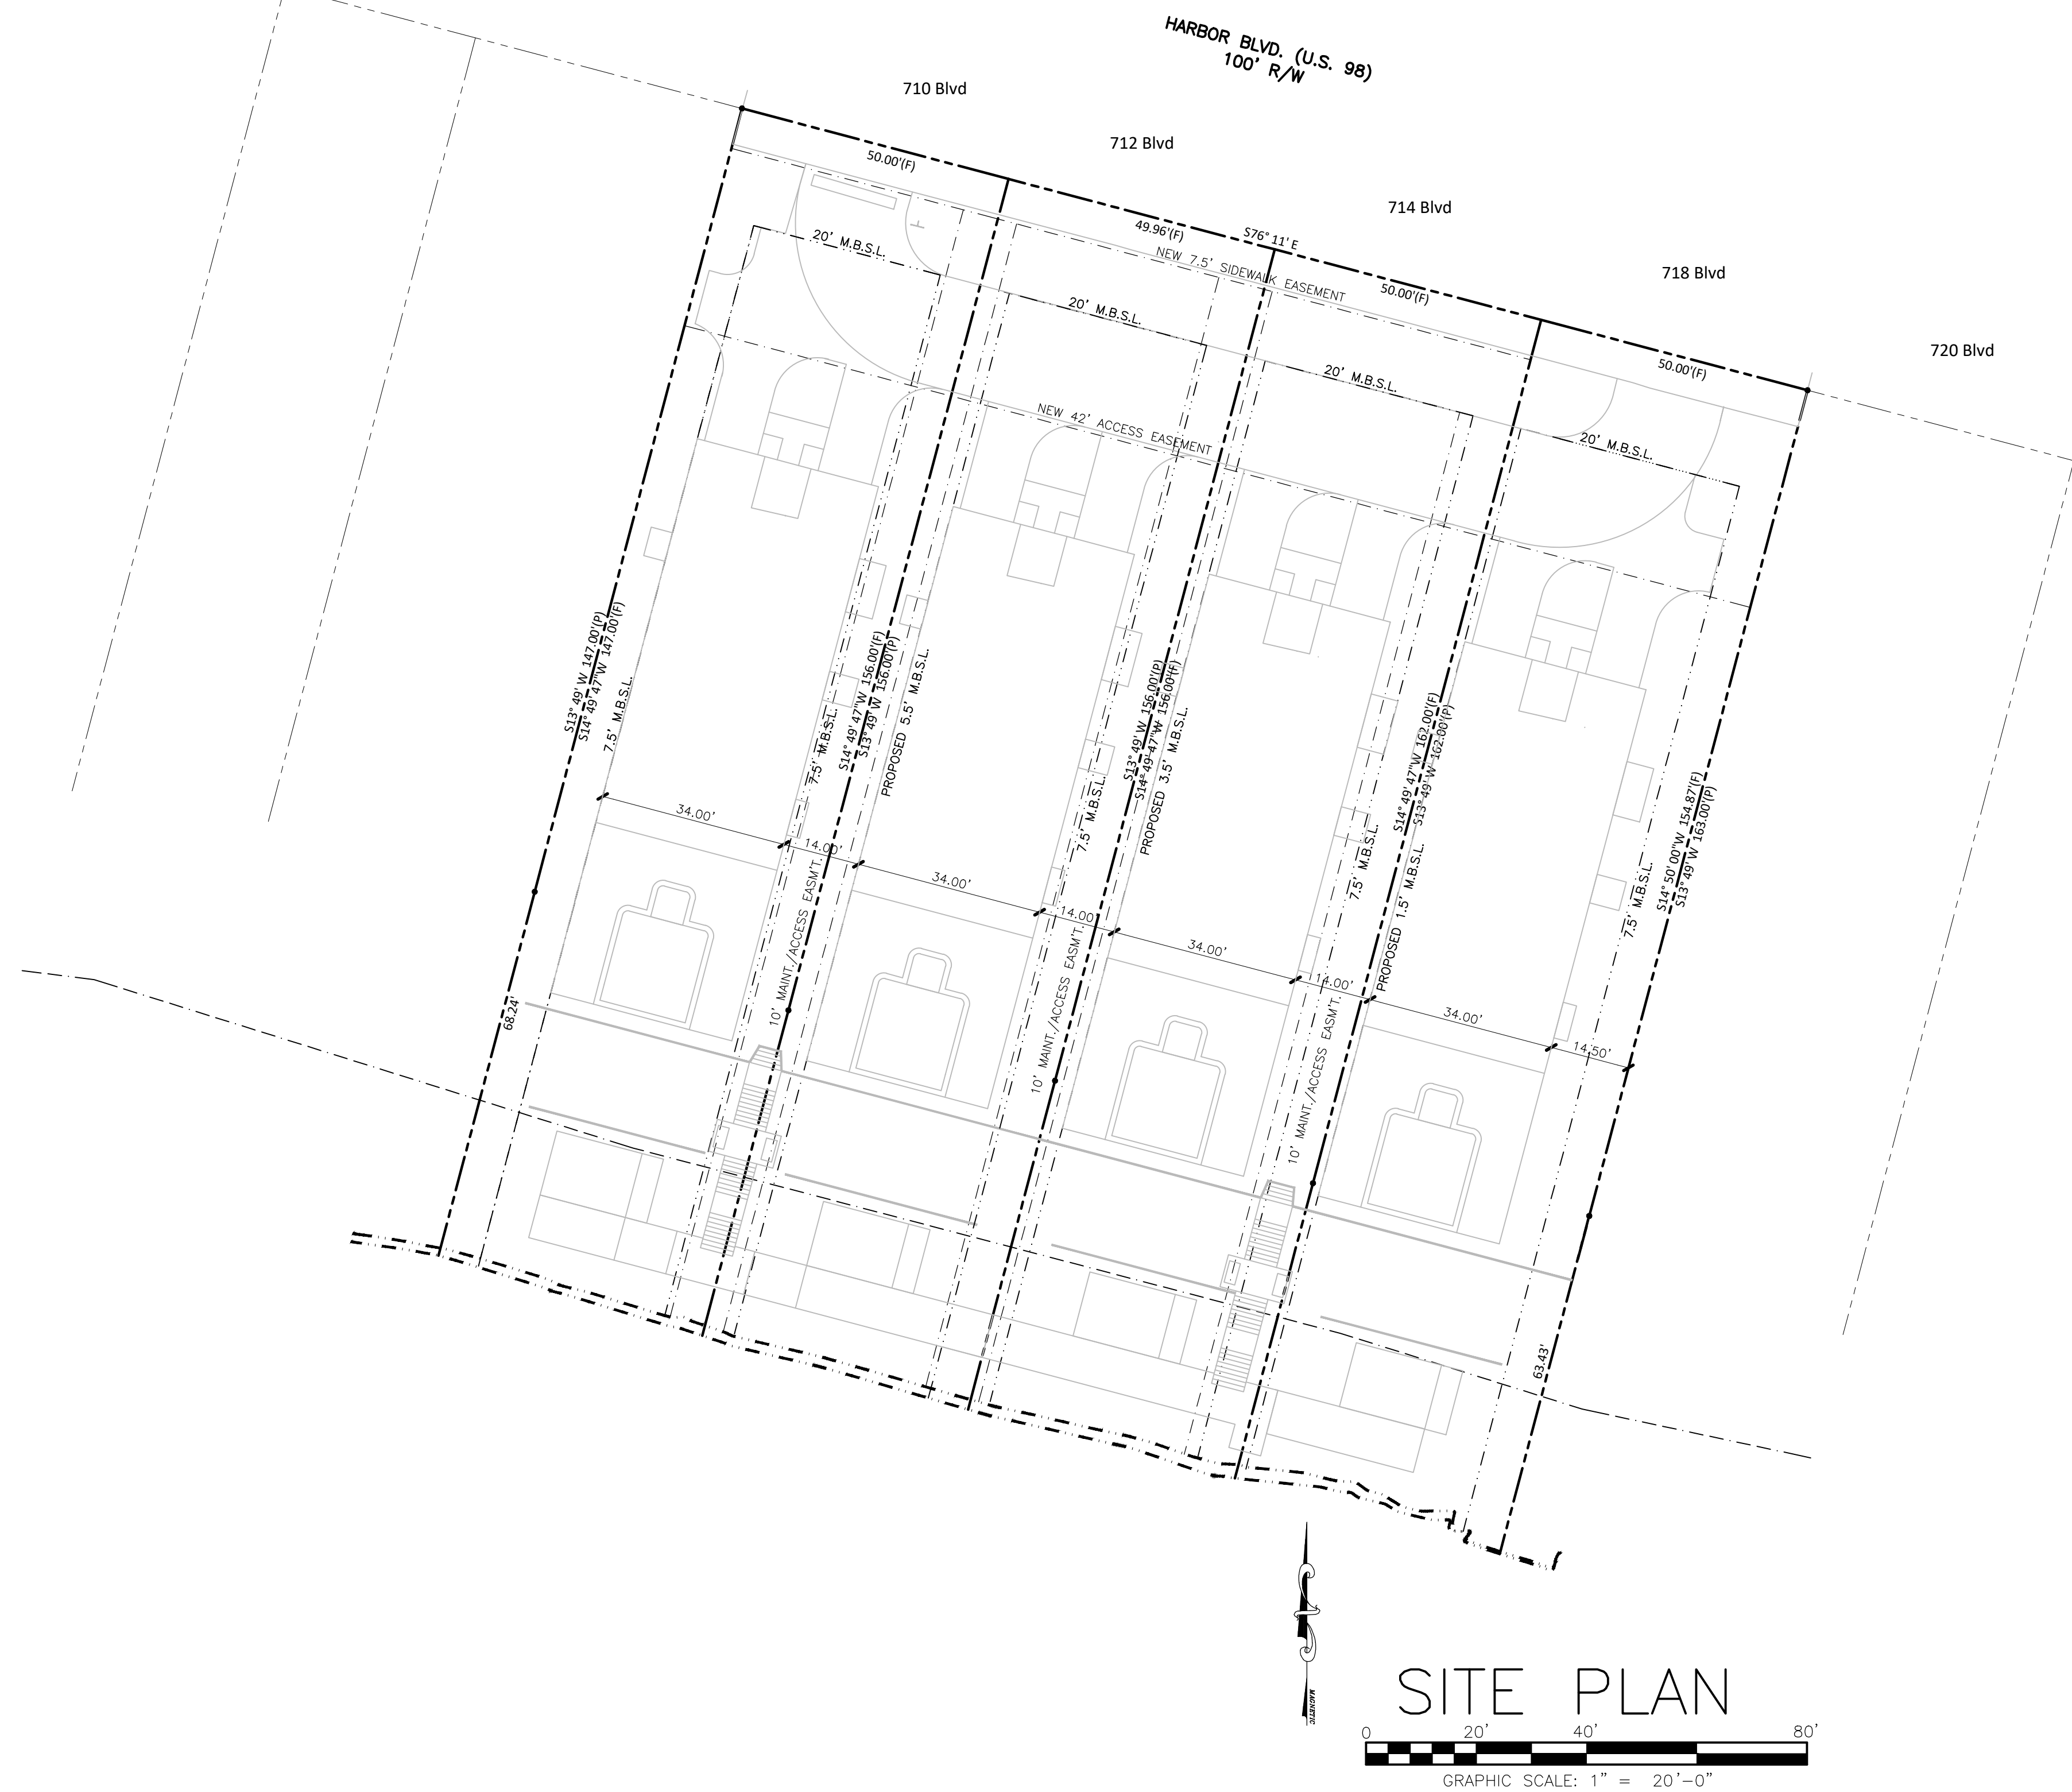 HARBOR BLVD. (U.S. 98)
100' R/W
710 Blvd
712 Blvd
714 Blvd
718 Blvd
720 Blvd
50.00'(F)
49.96'(F)
S76° 11' E
50.00'(F)
50.00'(F)
NEW 7.5' SIDEWALK EASEMENT
20' M.B.S.L.
20' M.B.S.L.
20' M.B.S.L.
20' M.B.S.L.
NEW 42' ACCESS EASEMENT
S13° 49' W 147.00'(P)
S14° 49' 47"W 147.00'(F)
7.5' M.B.S.L.
7.5' M.B.S.L.
S14° 49' 47"W 156.00'(F)
S13° 49' W 156.00'(P)
PROPOSED 5.5' M.B.S.L.
7.5' M.B.S.L.
S13° 49' W 156.00'(P)
S14° 49' 47"W 156.00'(F)
PROPOSED 3.5' M.B.S.L.
7.5' M.B.S.L.
S14° 49' 47"W 162.00'(F)
S13° 49' W 162.00'(P)
PROPOSED 1.5' M.B.S.L.
7.5' M.B.S.L.
S14° 50' 00"W 154.87'(F)
S13° 49' W 163.00'(P)
34.00'
14.00'
34.00'
14.00'
34.00'
14.00'
34.00'
14.50'
10' MAINT./ACCESS EASM'T.
10' MAINT./ACCESS EASM'T.
10' MAINT./ACCESS EASM'T.
68.24'
63.43'
MAGNETIC
SITE PLAN
0 20' 40' 80'
GRAPHIC SCALE: 1" = 20'-0"